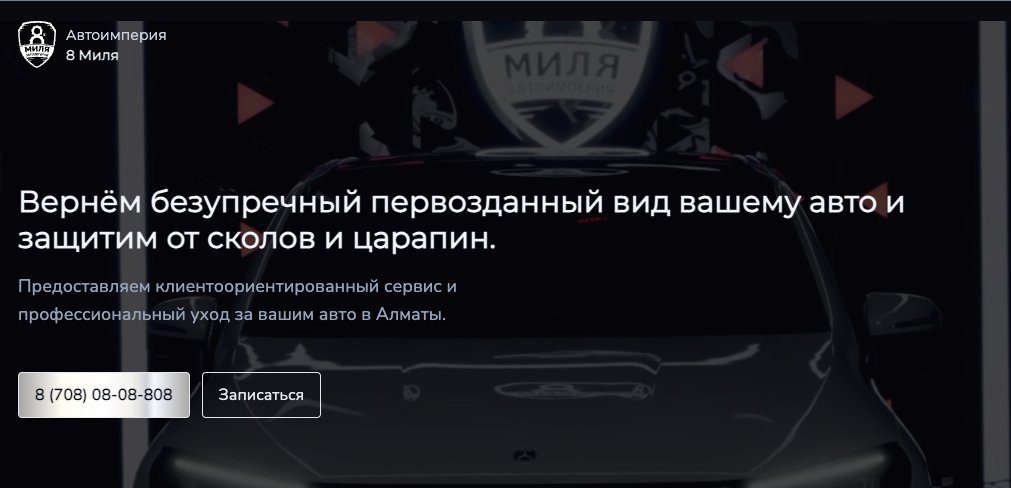 8
МИЛЯ
Автоимперия
8 Миля
МИЛЯ
АВТОИМПЕРИЯ
Вернём безупречный первозданный вид вашему авто и
защитим от сколов и царапин.
Предоставляем клиентоориентированный сервис и
профессиональный уход за вашим авто в Алматы.
8 (708) 08-08-808
Записаться